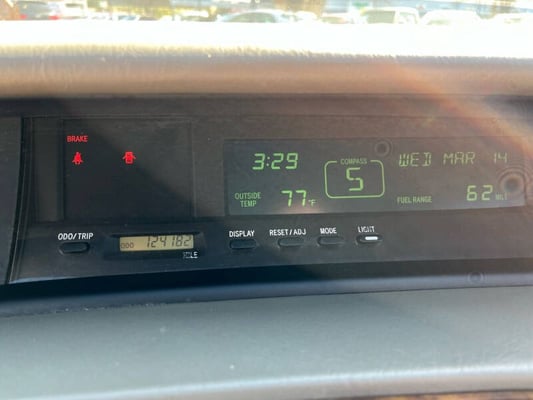 BRAKE
3:29
COMPASS
S
WED MAR 14
OUTSIDE TEMP 77°F
FUEL RANGE 62 MILE
ODO/TRIP
ODO 124182
MILE
DISPLAY
RESET/ADJ
MODE
LIGHT